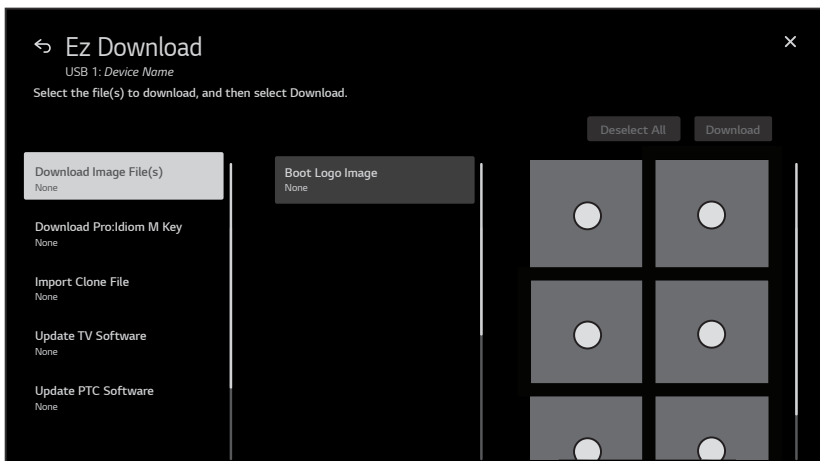 Ez Download
USB 1: Device Name
Select the file(s) to download, and then select Download.
Deselect All
Download
Download Image File(s)
None
Download Pro:Idiom M Key
None
Import Clone File
None
Update TV Software
None
Update PTC Software
None
Boot Logo Image
None